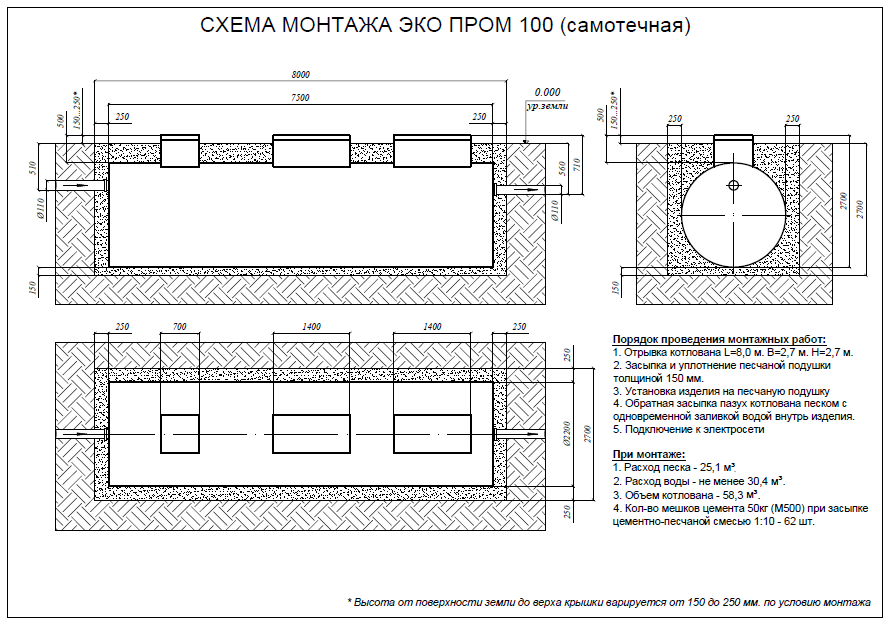 СХЕМА МОНТАЖА ЭКО ПРОМ 100 (самотечная)
8000
7500
250
250
500
150...250*
510
Ø110
150
0.000
ур.земли
560
710
Ø110
500
150...250*
250
250
2700
2700
150
250
700
1400
1400
250
250
Ø2200
2700
250
Порядок проведения монтажных работ:
1. Отрывка котлована L=8,0 м. B=2,7 м. H=2,7 м.
2. Засыпка и уплотнение песчаной подушки
толщиной 150 мм.
3. Установка изделия на песчаную подушку
4. Обратная засыпка пазух котлована песком с
одновременной заливкой водой внутрь изделия.
5. Подключение к электросети
При монтаже:
1. Расход песка - 25,1 м³.
2. Расход воды - не менее 30,4 м³.
3. Объем котлована - 58,3 м³.
4. Кол-во мешков цемента 50кг (М500) при засыпке
цементно-песчаной смесью 1:10 - 62 шт.
* Высота от поверхности земли до верха крышки варируется от 150 до 250 мм. по условию монтажа